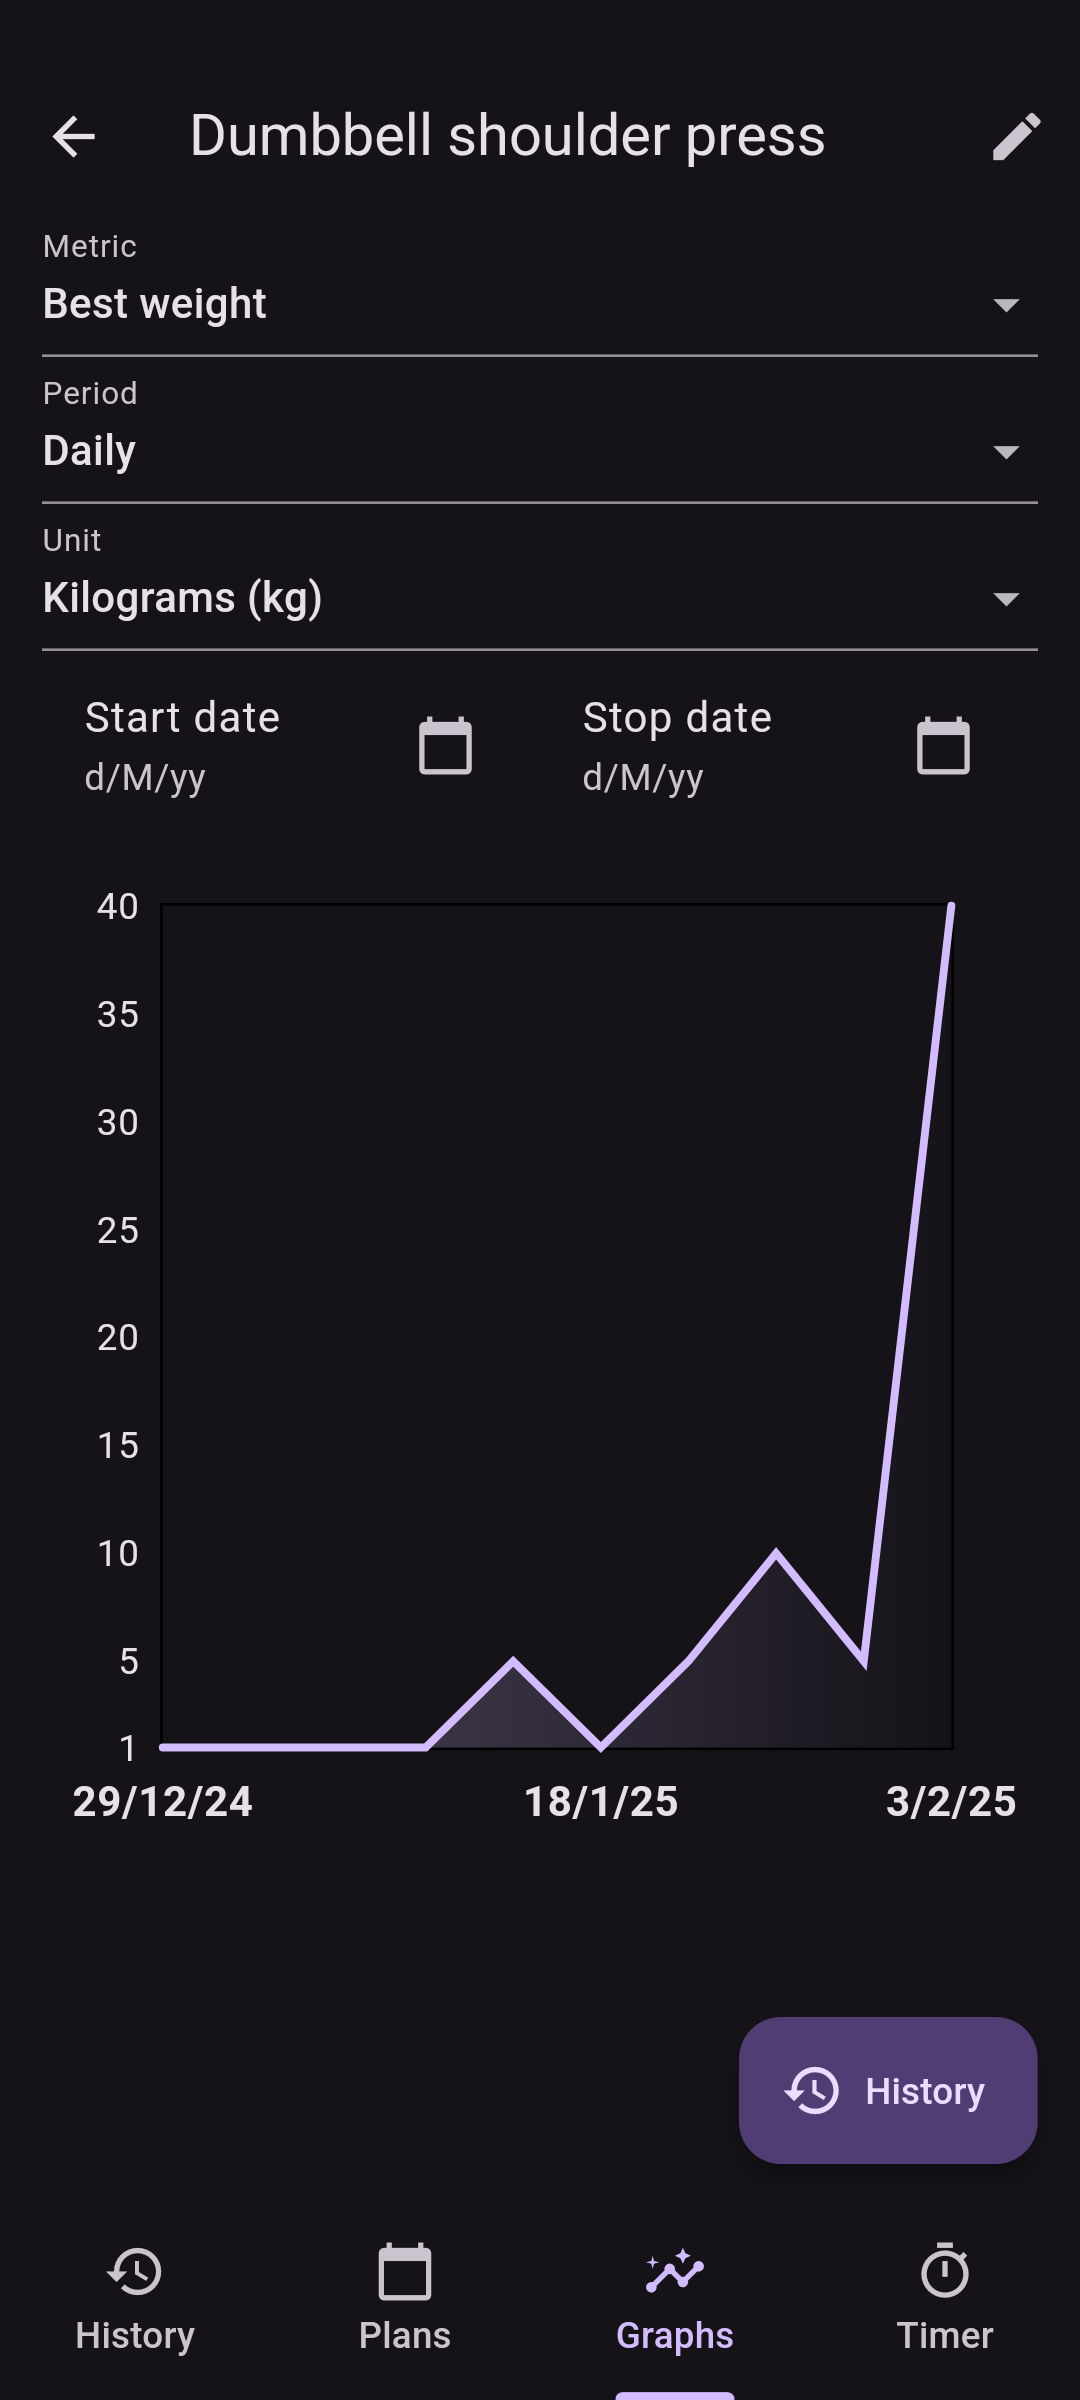 Dumbbell shoulder press
Metric
Best weight
Period
Daily
Unit
Kilograms (kg)
Start date
d/M/yy
Stop date
d/M/yy
40
35
30
25
20
15
10
5
1
29/12/24
18/1/25
3/2/25
History
History
Plans
Graphs
Timer